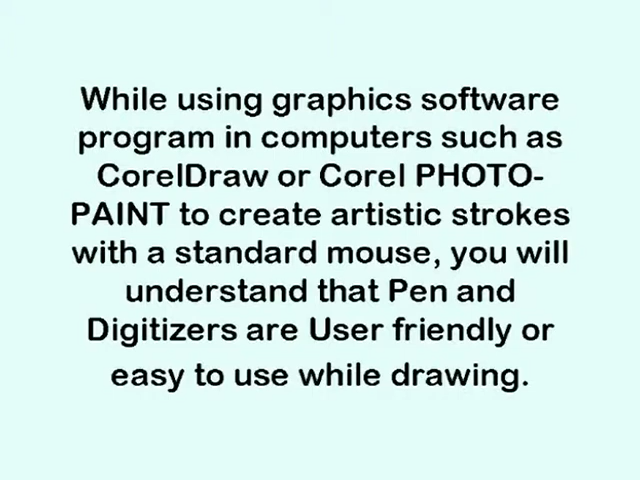 While using graphics software
program in computers such as
CorelDraw or Corel PHOTO-
PAINT to create artistic strokes
with a standard mouse, you will
understand that Pen and
Digitizers are User friendly or
easy to use while drawing.